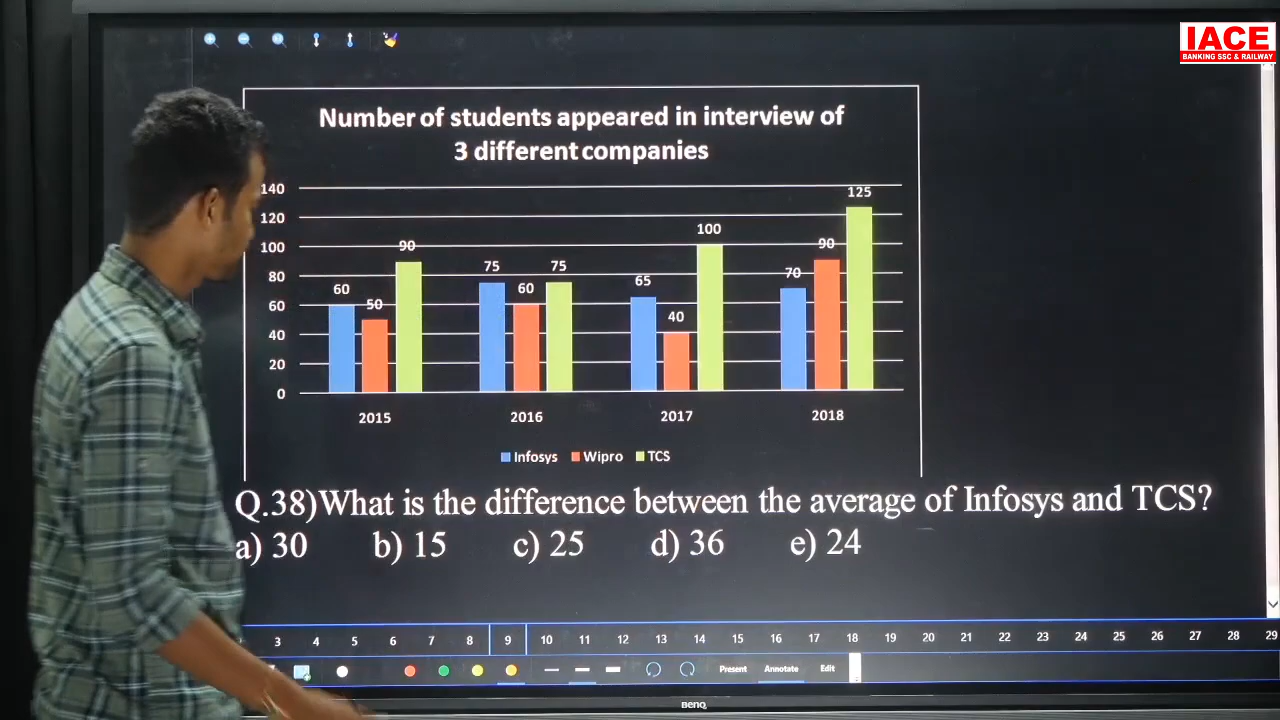 IACE
BANKING SSC & RAILWAY
Number of students appeared in interview of
3 different companies
140
120
100
80
60
40
20
0
60 50 90
75 60 75
65 40 100
70 90 125
2015 2016 2017 2018
Infosys Wipro TCS
Q.38)What is the difference between the average of Infosys and TCS?
a) 30 b) 15 c) 25 d) 36 e) 24
3 4 5 6 7 8 9 10 11 12 13 14 15 16 17 18 19 20 21 22 23 24 25 26 27 28 29
Present Annotate Edit
BenQ